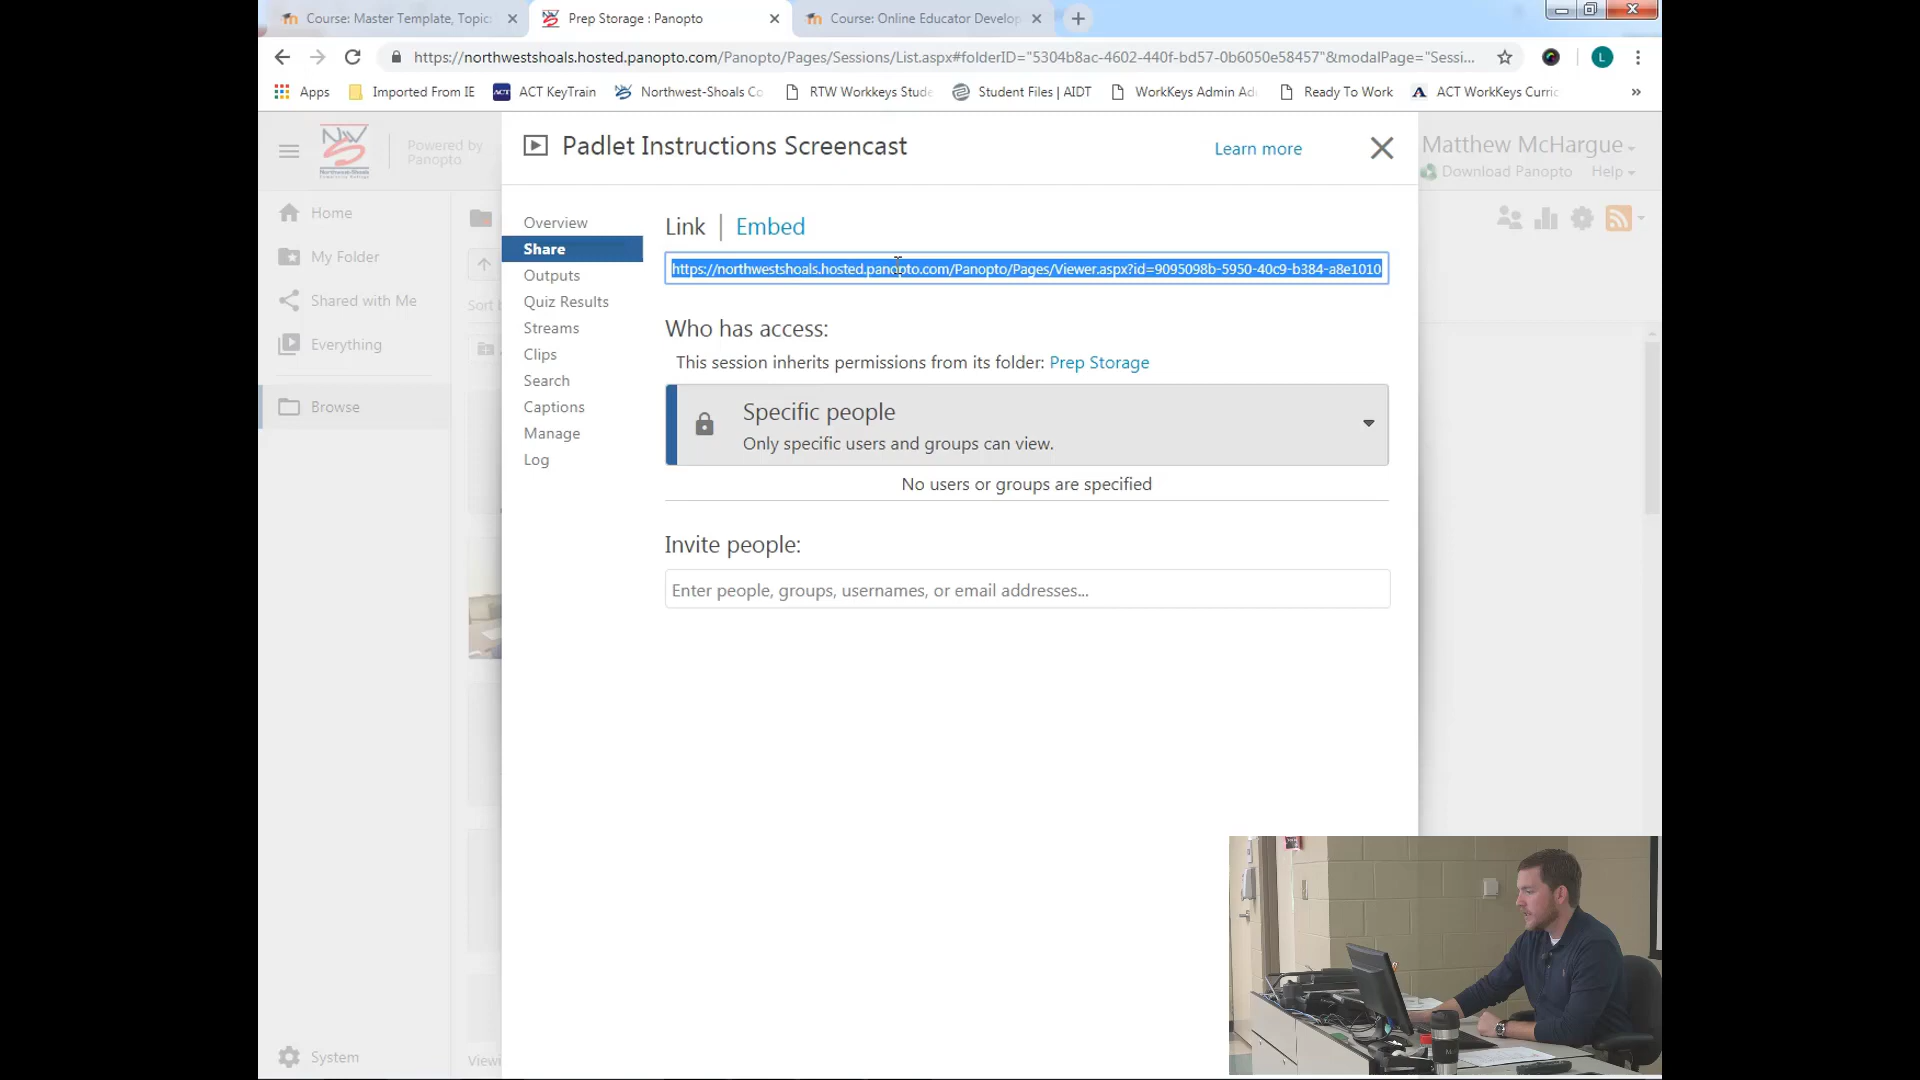 Course: Master Template, Topic:
Prep Storage : Panopto
Course: Online Educator Develop
https://northwestshoals.hosted.panopto.com/Panopto/Pages/Sessions/List.aspx#folderID="5304b8ac-4602-440f-bd57-0b6050e58457"&modalPage="Sessi...
L
Apps
Imported From IE
ACT KeyTrain
Northwest-Shoals Co
RTW Workkeys Stude
Student Files | AIDT
WorkKeys Admin Ad
Ready To Work
ACT WorkKeys Curric
»
Powered by
Panopto
Padlet Instructions Screencast
Learn more
Matthew McHargue
Download Panopto
Help
Home
My Folder
Shared with Me
Everything
Browse
System
Sort
Viewi
Overview
Share
Outputs
Quiz Results
Streams
Clips
Search
Captions
Manage
Log
Link | Embed
https://northwestshoals.hosted.panopto.com/Panopto/Pages/Viewer.aspx?id=9095098b-5950-40c9-b384-a8e1010
Who has access:
This session inherits permissions from its folder: Prep Storage
Specific people
Only specific users and groups can view.
No users or groups are specified
Invite people:
Enter people, groups, usernames, or email addresses...